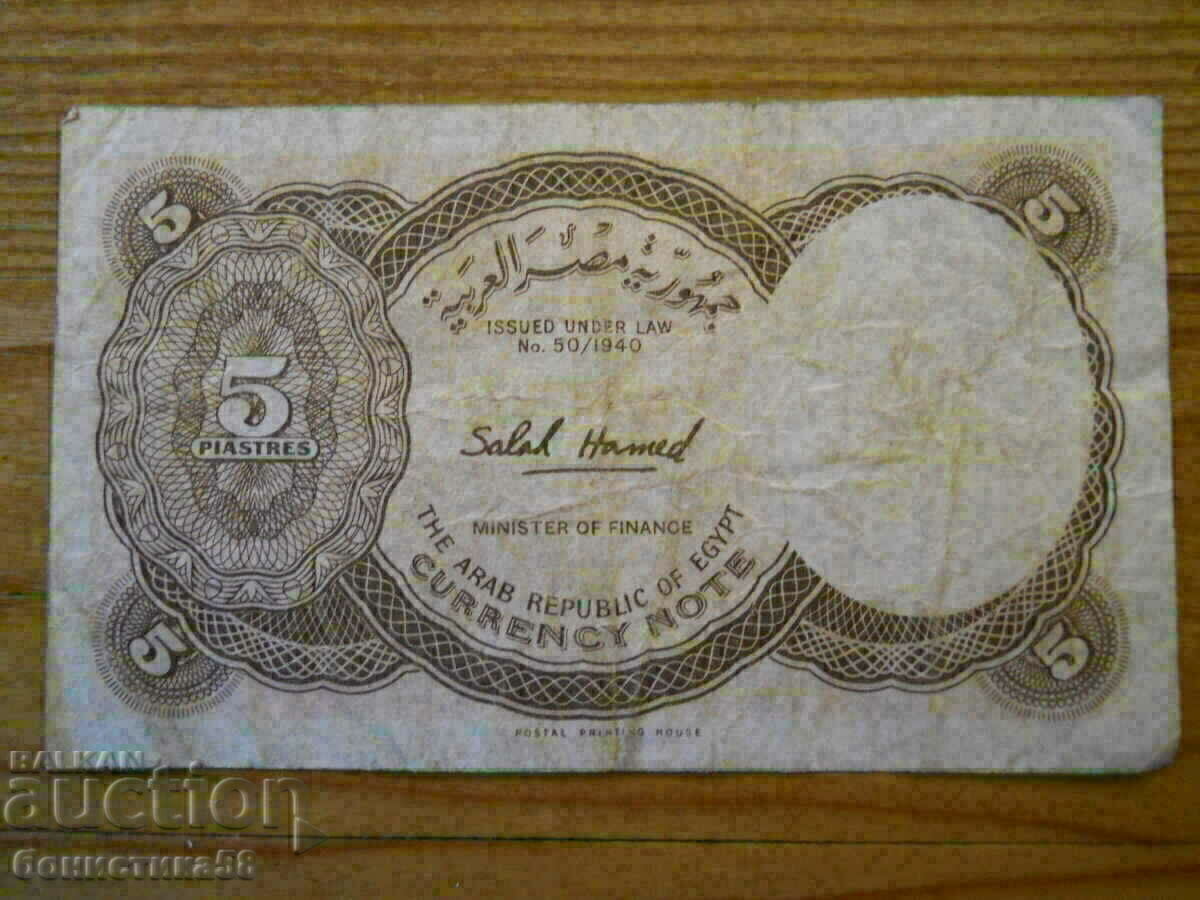 5
5
جمهورية مصر العربية
ISSUED UNDER LAW
No. 50/1940
5
PIASTRES
Salah Hamed
MINISTER OF FINANCE
THE ARAB REPUBLIC OF EGYPT
CURRENCY NOTE
5
5
POSTAL PRINTING HOUSE
BALKAN
auction
бонистика58